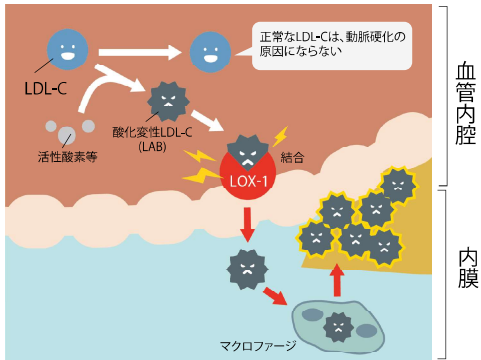 正常なLDL-Cは、動脈硬化の
原因にならない
LDL-C
酸化変性LDL-C
(LAB)
活性酸素等
結合
LOX-1
マクロファージ
血管内腔
内膜